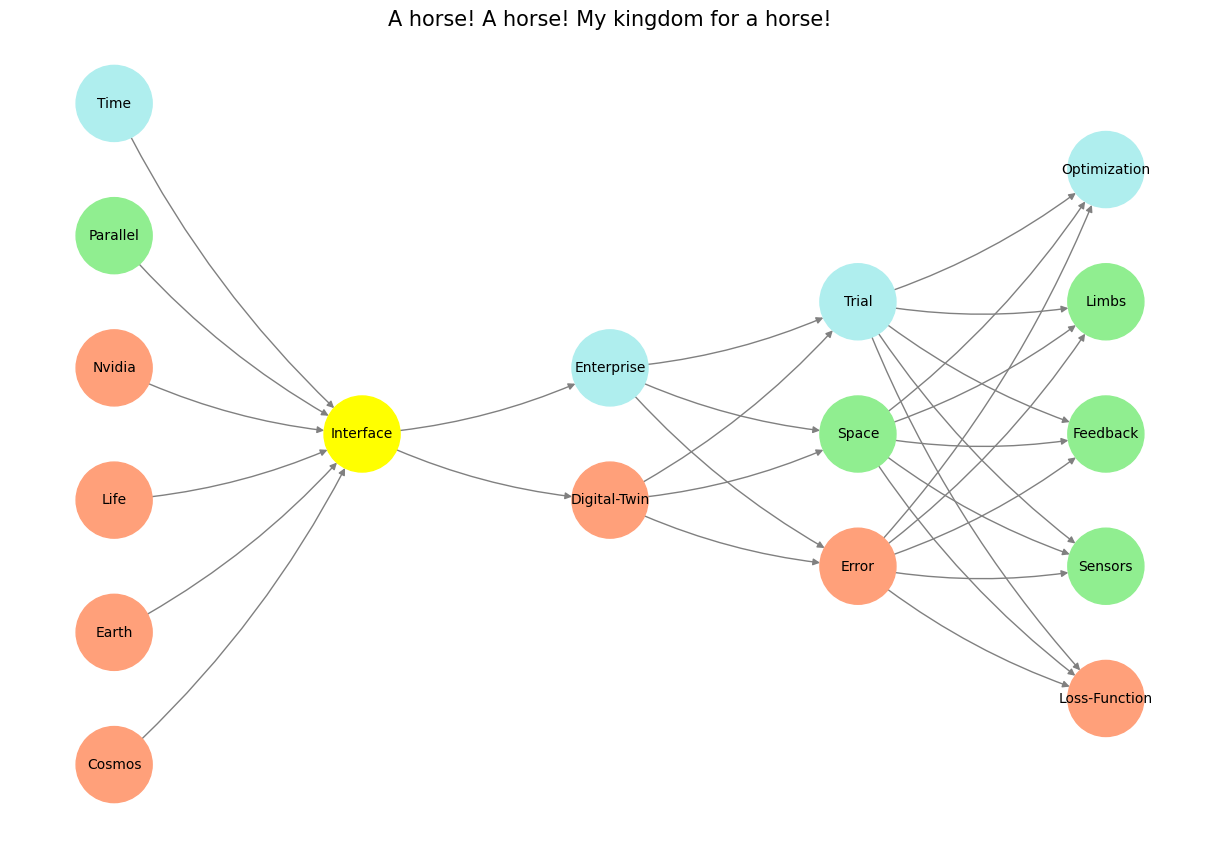 A horse! A horse! My kingdom for a horse!
Time
Parallel
Nvidia
Life
Earth
Cosmos
Interface
Enterprise
Digital-Twin
Trial
Space
Error
Optimization
Limbs
Feedback
Sensors
Loss-Function